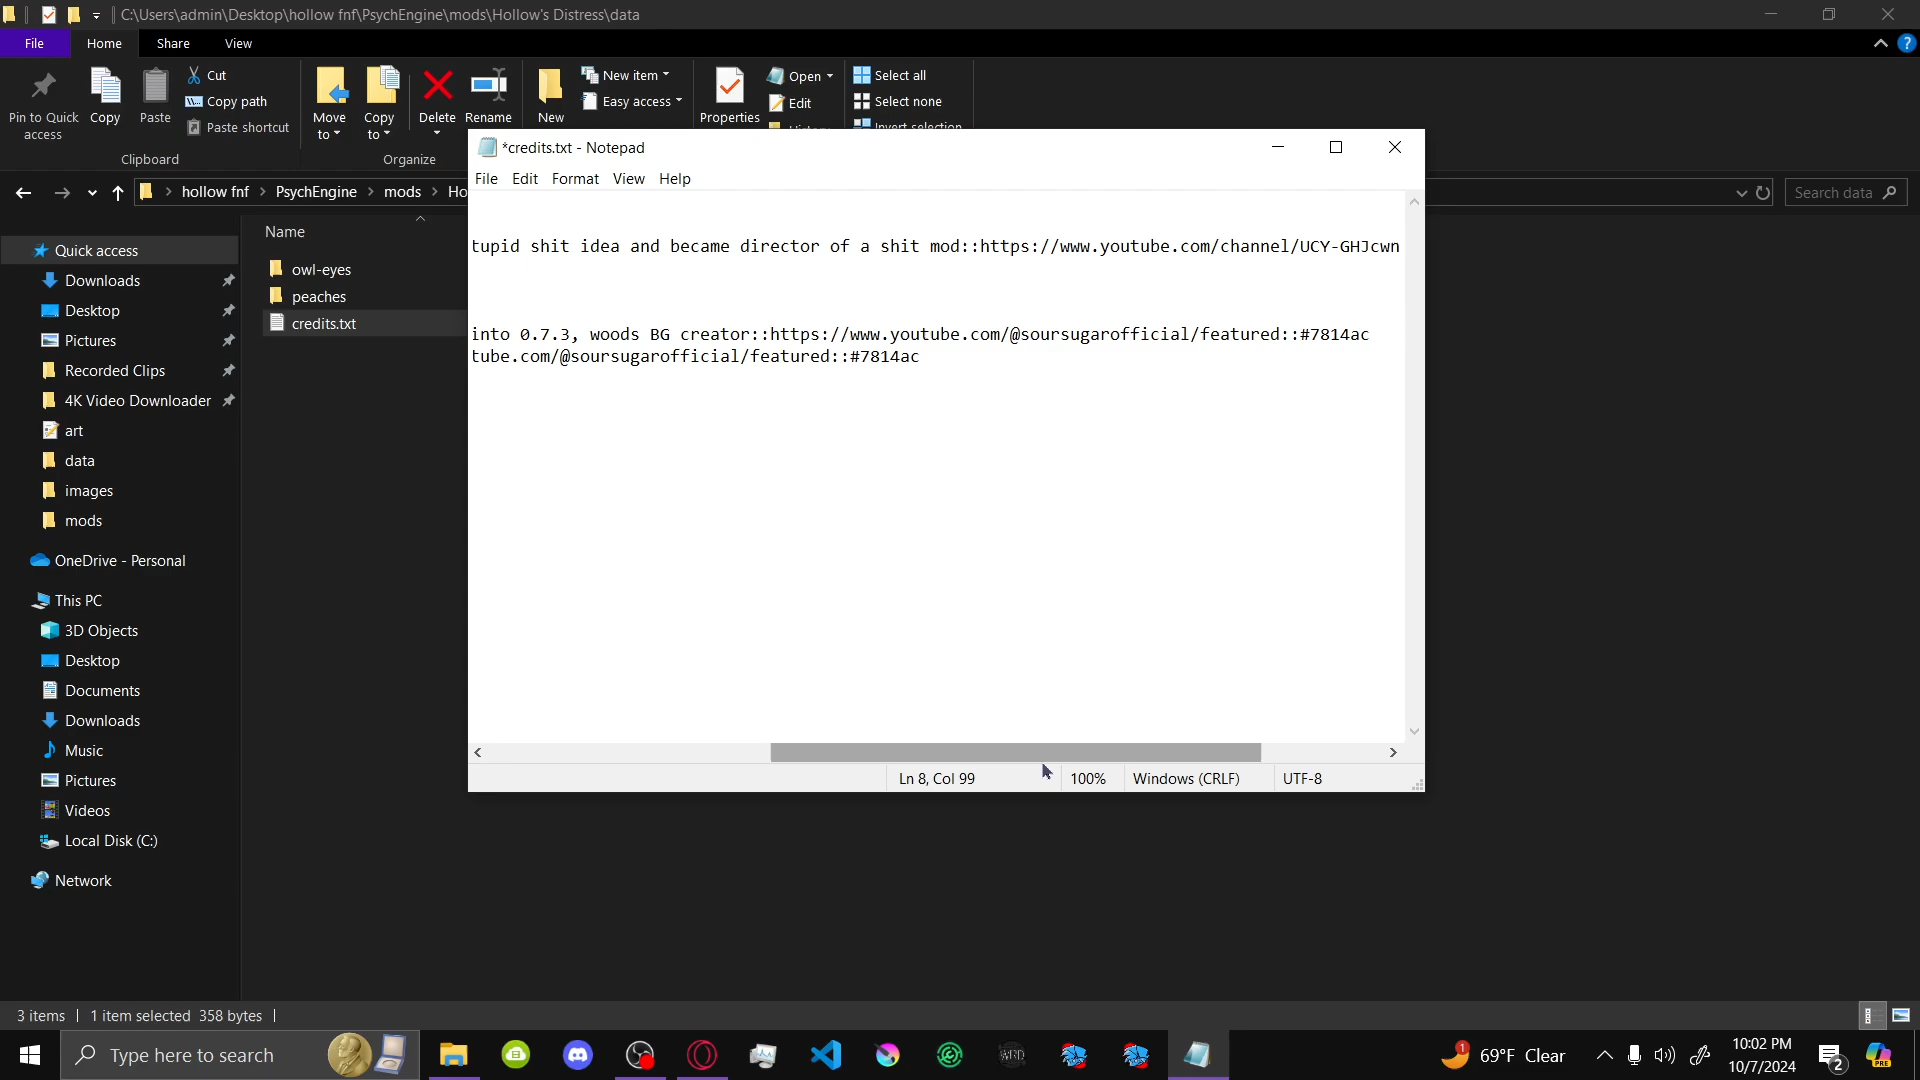 C:\Users\admin\Desktop\hollow fnf\PsychEngine\mods\Hollow's Distress\data
File Home Share View
Pin to Quick access
Copy
Paste
Cut
Copy path
Paste shortcut
Clipboard
Move to
Copy to
Delete
Rename
Organize
New
New item
Easy access
Properties
Open
Edit
History
Select all
Select none
Invert selection
hollow fnf > PsychEngine > mods > Ho
Search data
*credits.txt - Notepad
File Edit Format View Help
tupid shit idea and became director of a shit mod::https://www.youtube.com/channel/UCY-GHJcwn
into 0.7.3, woods BG creator::https://www.youtube.com/@soursugarofficial/featured::#7814ac
tube.com/@soursugarofficial/featured::#7814ac
Ln 8, Col 99
100%
Windows (CRLF)
UTF-8
Name
owl-eyes
peaches
credits.txt
Quick access
Downloads
Desktop
Pictures
Recorded Clips
4K Video Downloader
art
data
images
mods
OneDrive - Personal
This PC
3D Objects
Desktop
Documents
Downloads
Music
Pictures
Videos
Local Disk (C:)
Network
3 items
1 item selected 358 bytes
Type here to search
1
69°F Clear
10:02 PM
10/7/2024
2
PRE